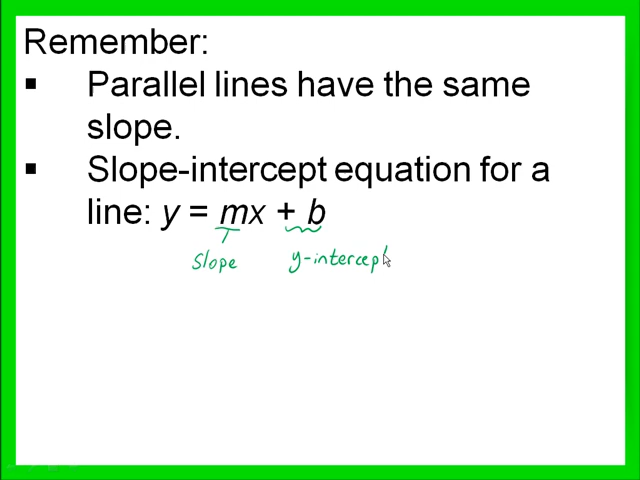 Remember:
▪ Parallel lines have the same
slope.
▪ Slope-intercept equation for a
line: y = mx + b
Slope y-intercept